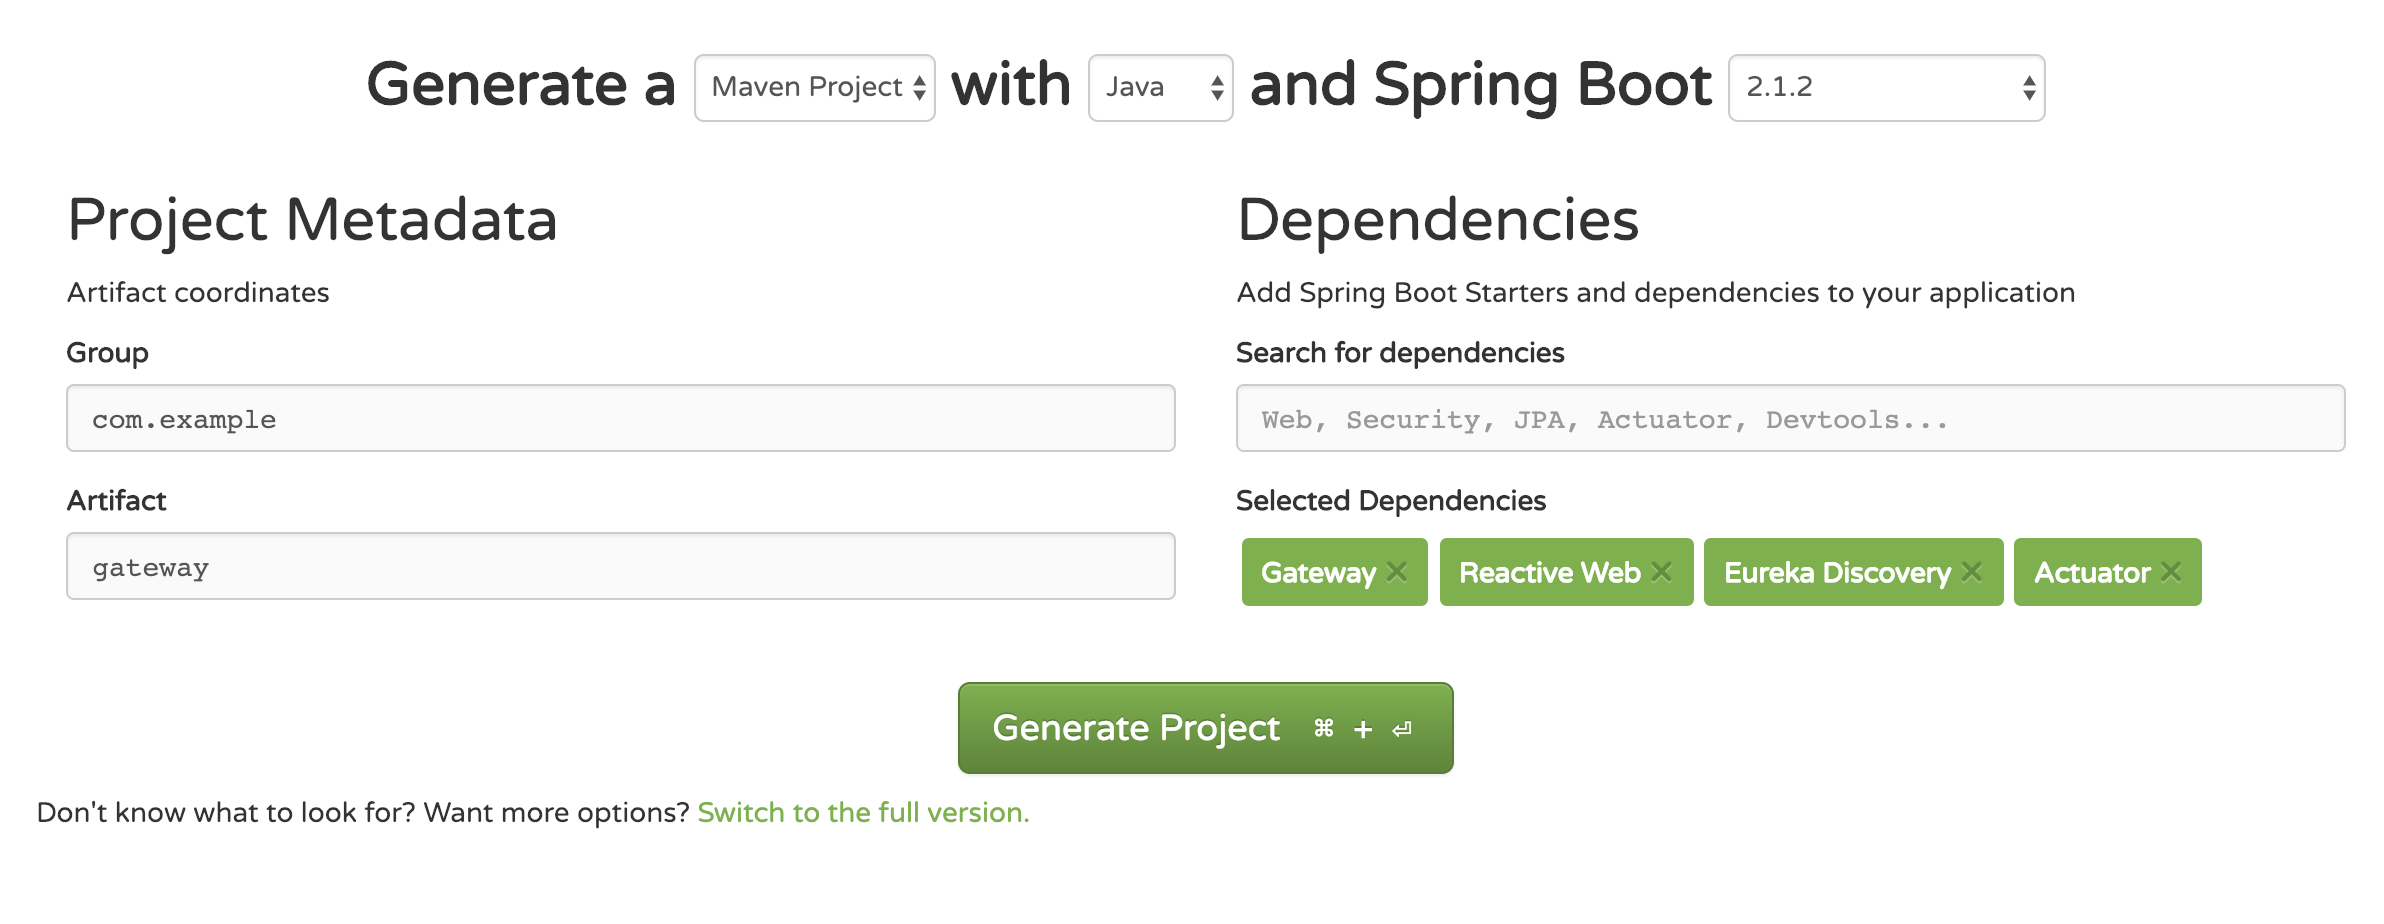 Generate a Maven Project with Java and Spring Boot 2.1.2
Project Metadata
Artifact coordinates
Group
com.example
Artifact
gateway
Dependencies
Add Spring Boot Starters and dependencies to your application
Search for dependencies
Web, Security, JPA, Actuator, Devtools...
Selected Dependencies
Gateway × Reactive Web × Eureka Discovery × Actuator ×
Generate Project ⌘ + ⏎
Don't know what to look for? Want more options? Switch to the full version.